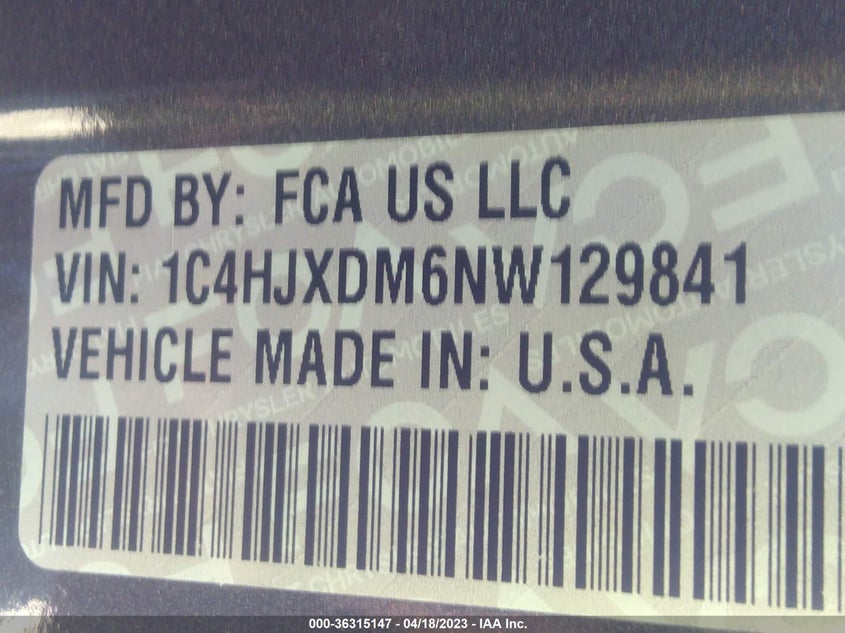 MFD BY: FCA US LLC
VIN: 1C4HJXDM6NW129841
VEHICLE MADE IN: U.S.A.
000-36315147 - 04/18/2023 - IAA Inc.